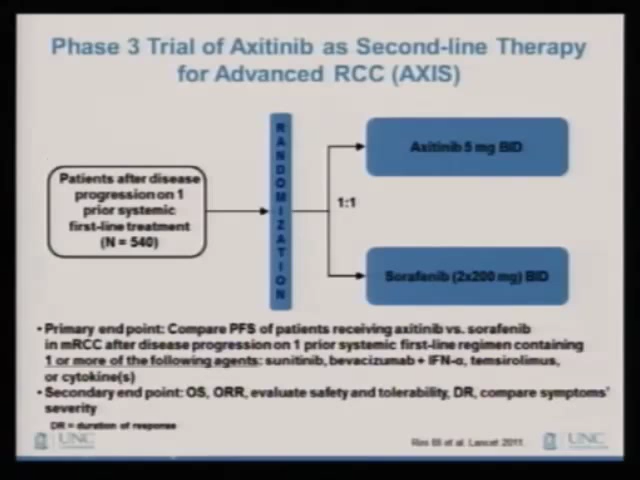 Phase 3 Trial of Axitinib as Second-line Therapy
for Advanced RCC (AXIS)
RANDOMIZATION
Axitinib 5 mg BID
Patients after disease
progression on 1
prior systemic
first-line treatment
(N = 540)
1:1
Sorafenib (2x200 mg) BID
• Primary end point: Compare PFS of patients receiving axitinib vs. sorafenib
in mRCC after disease progression on 1 prior systemic first-line regimen containing
1 or more of the following agents: sunitinib, bevacizumab + IFN-α, temsirolimus,
or cytokine(s)
• Secondary end point: OS, ORR, evaluate safety and tolerability, DR, compare symptoms'
severity
DR = duration of response
UNC
Rini BI et al. Lancet 2011
UNC